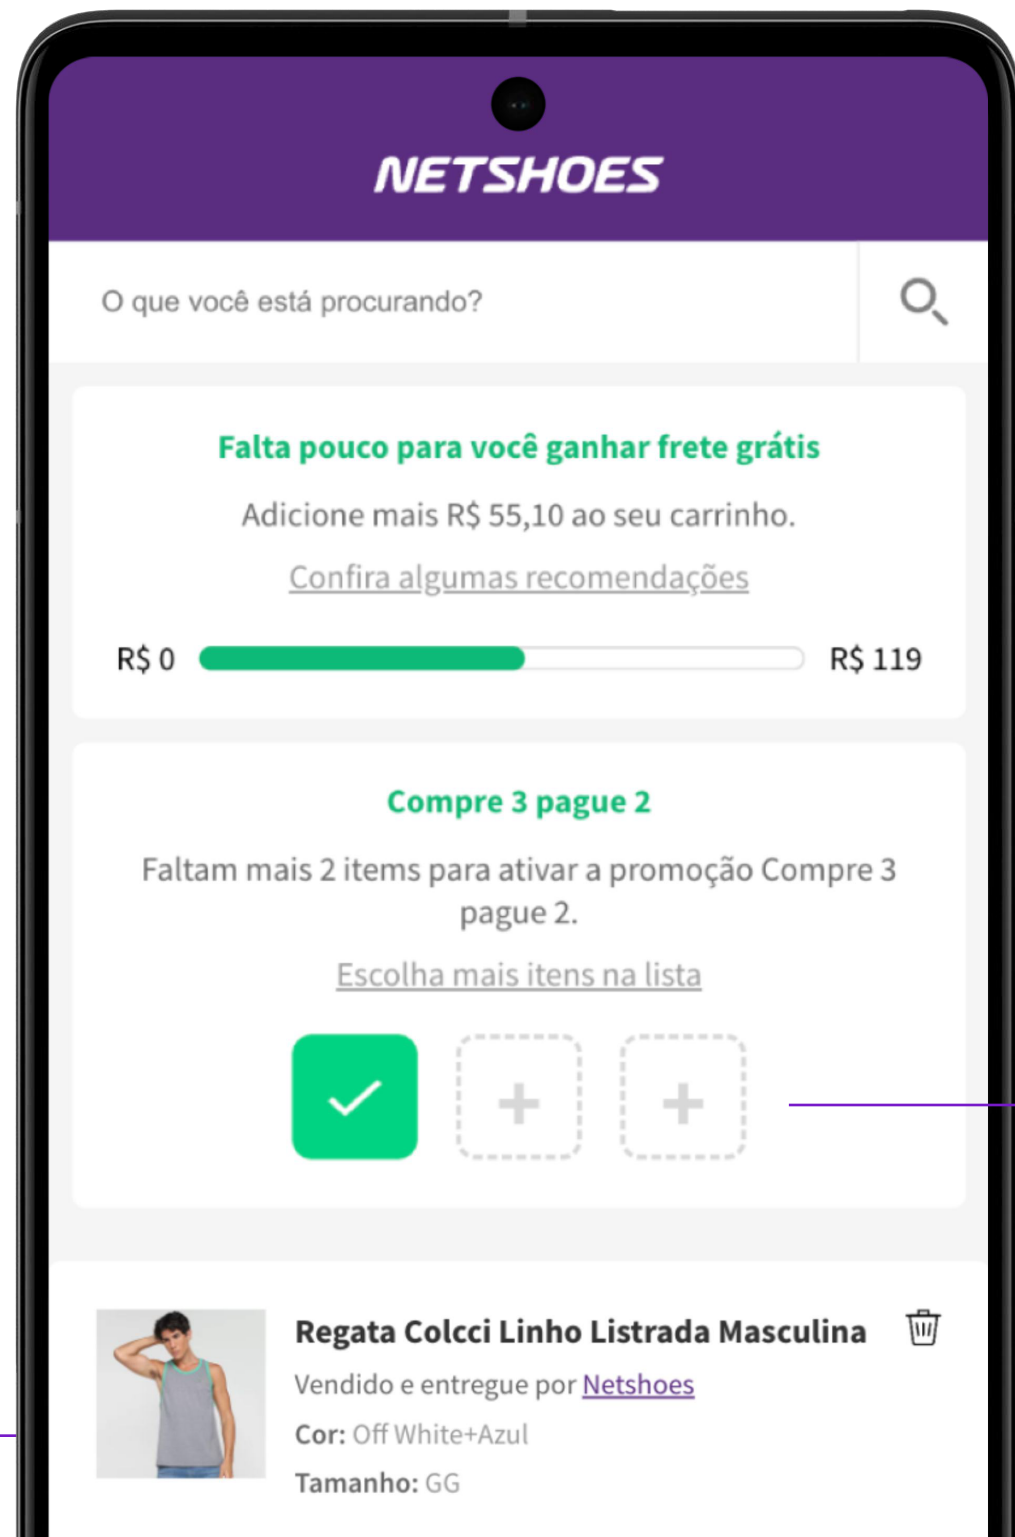 NETSHOES
O que você está procurando?
Falta pouco para você ganhar frete grátis
Adicione mais R$ 55,10 ao seu carrinho.
Confira algumas recomendações
R$ 0
R$ 119
Compre 3 pague 2
Faltam mais 2 items para ativar a promoção Compre 3
pague 2.
Escolha mais itens na lista
Regata Colcci Linho Listrada Masculina
Vendido e entregue por Netshoes
Cor: Off White+Azul
Tamanho: GG